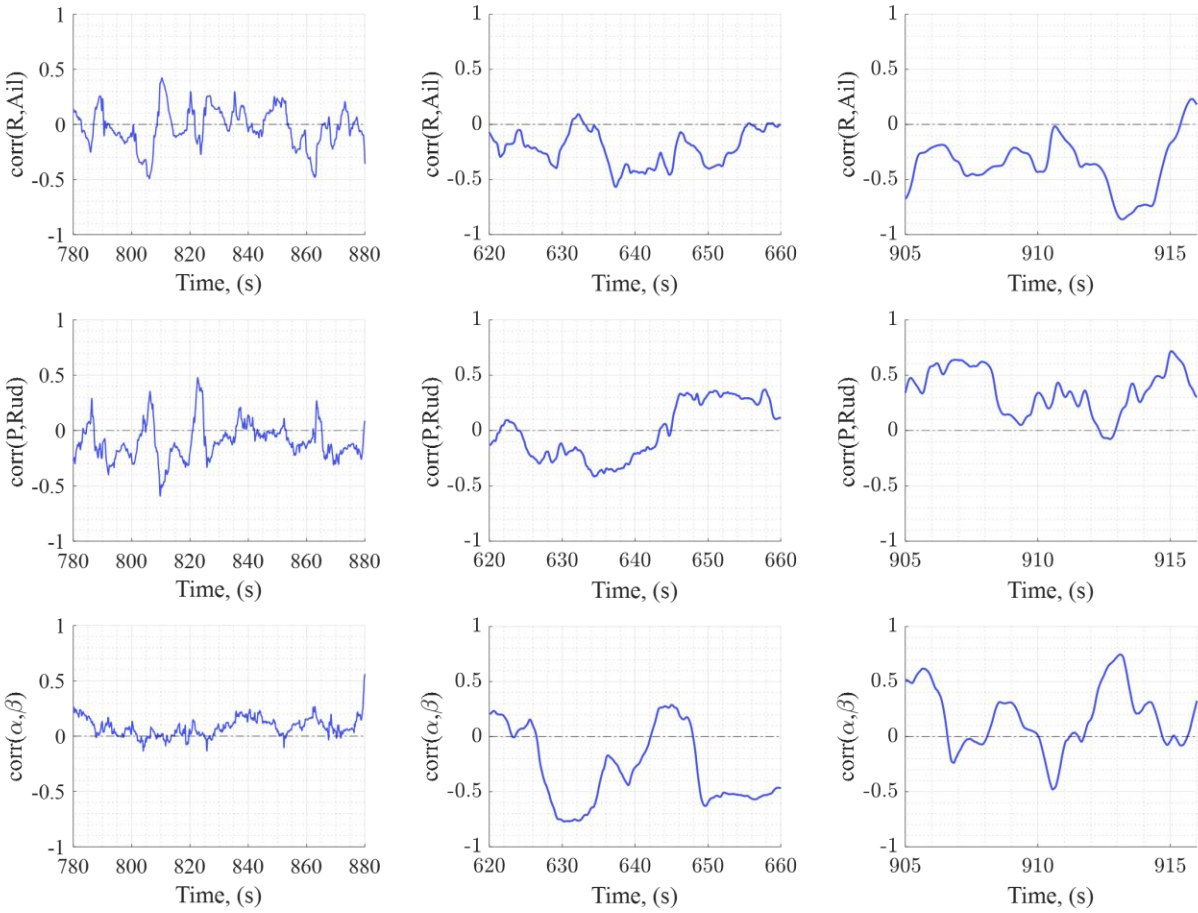 1 1 1
0.5 0.5 0.5
0 0 0
-0.5 -0.5 -0.5
-1 -1 -1
corr(R,Ail) corr(R,Ail) corr(R,Ail)
780 800 820 840 860 880 620 630 640 650 660 905 910 915
Time, (s) Time, (s) Time, (s)
1 1 1
0.5 0.5 0.5
0 0 0
-0.5 -0.5 -0.5
-1 -1 -1
corr(P,Rud) corr(P,Rud) corr(P,Rud)
780 800 820 840 860 880 620 630 640 650 660 905 910 915
Time, (s) Time, (s) Time, (s)
1 1 1
0.5 0.5 0.5
0 0 0
-0.5 -0.5 -0.5
-1 -1 -1
corr(α,β) corr(α,β) corr(α,β)
780 800 820 840 860 880 620 630 640 650 660 905 910 915
Time, (s) Time, (s) Time, (s)